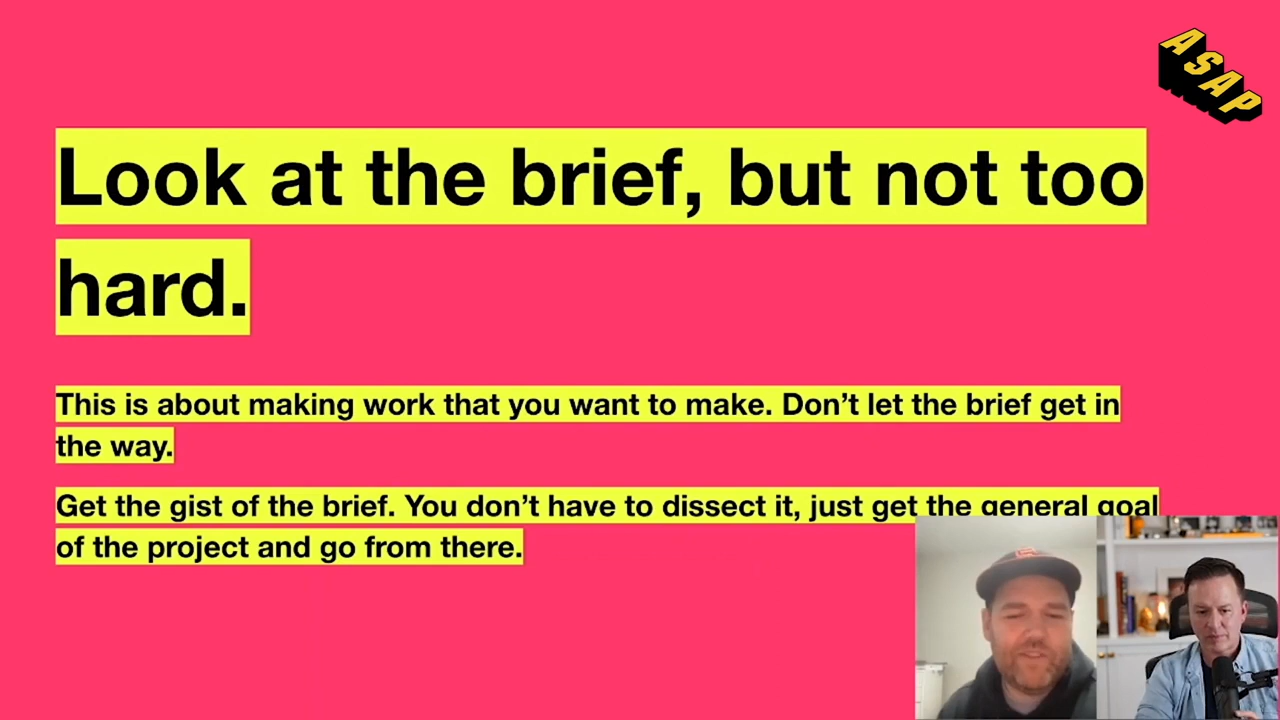 ASAP
Look at the brief, but not too
hard.
This is about making work that you want to make. Don’t let the brief get in
the way.
Get the gist of the brief. You don’t have to dissect it, just get the general goal
of the project and go from there.